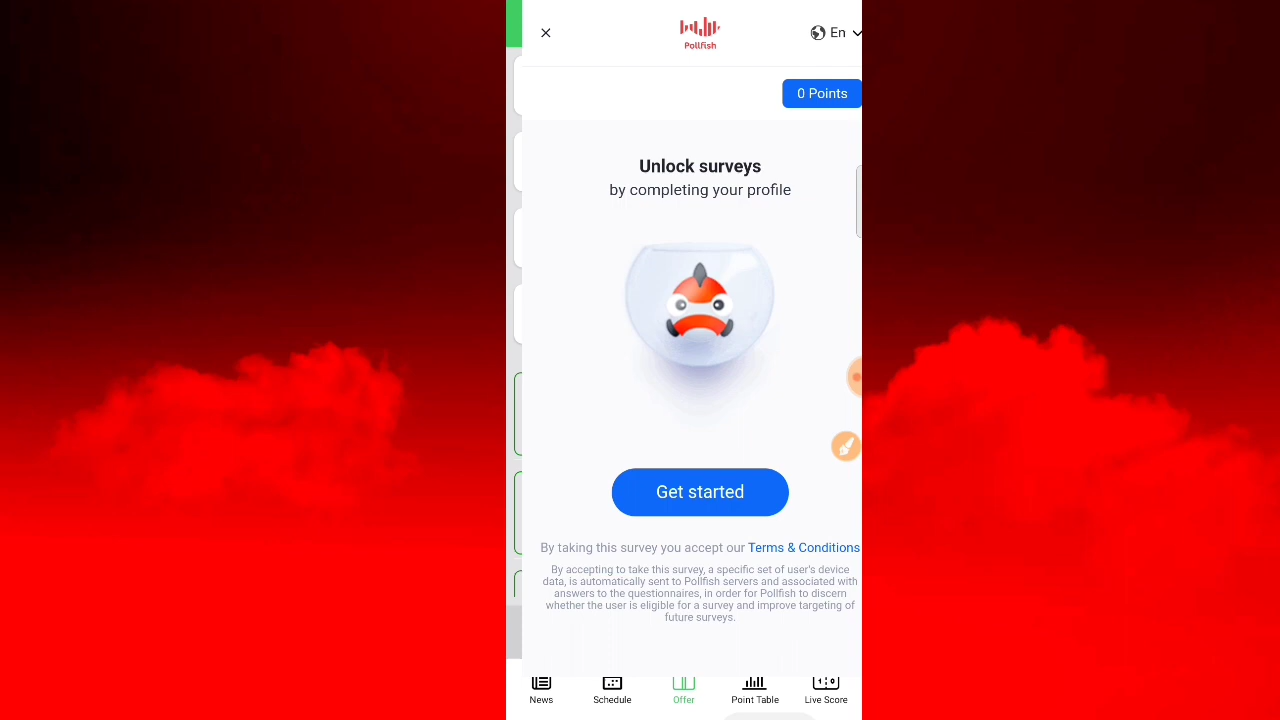 Pollfish
En
0 Points
Unlock surveys
by completing your profile
Get started
By taking this survey you accept our Terms & Conditions
By accepting to take this survey, a specific set of user's device
data, is automatically sent to Pollfish servers and associated with
answers to the questionnaires, in order for Pollfish to discern
whether the user is eligible for a survey and improve targeting of
future surveys.
News Schedule Offer Point Table Live Score